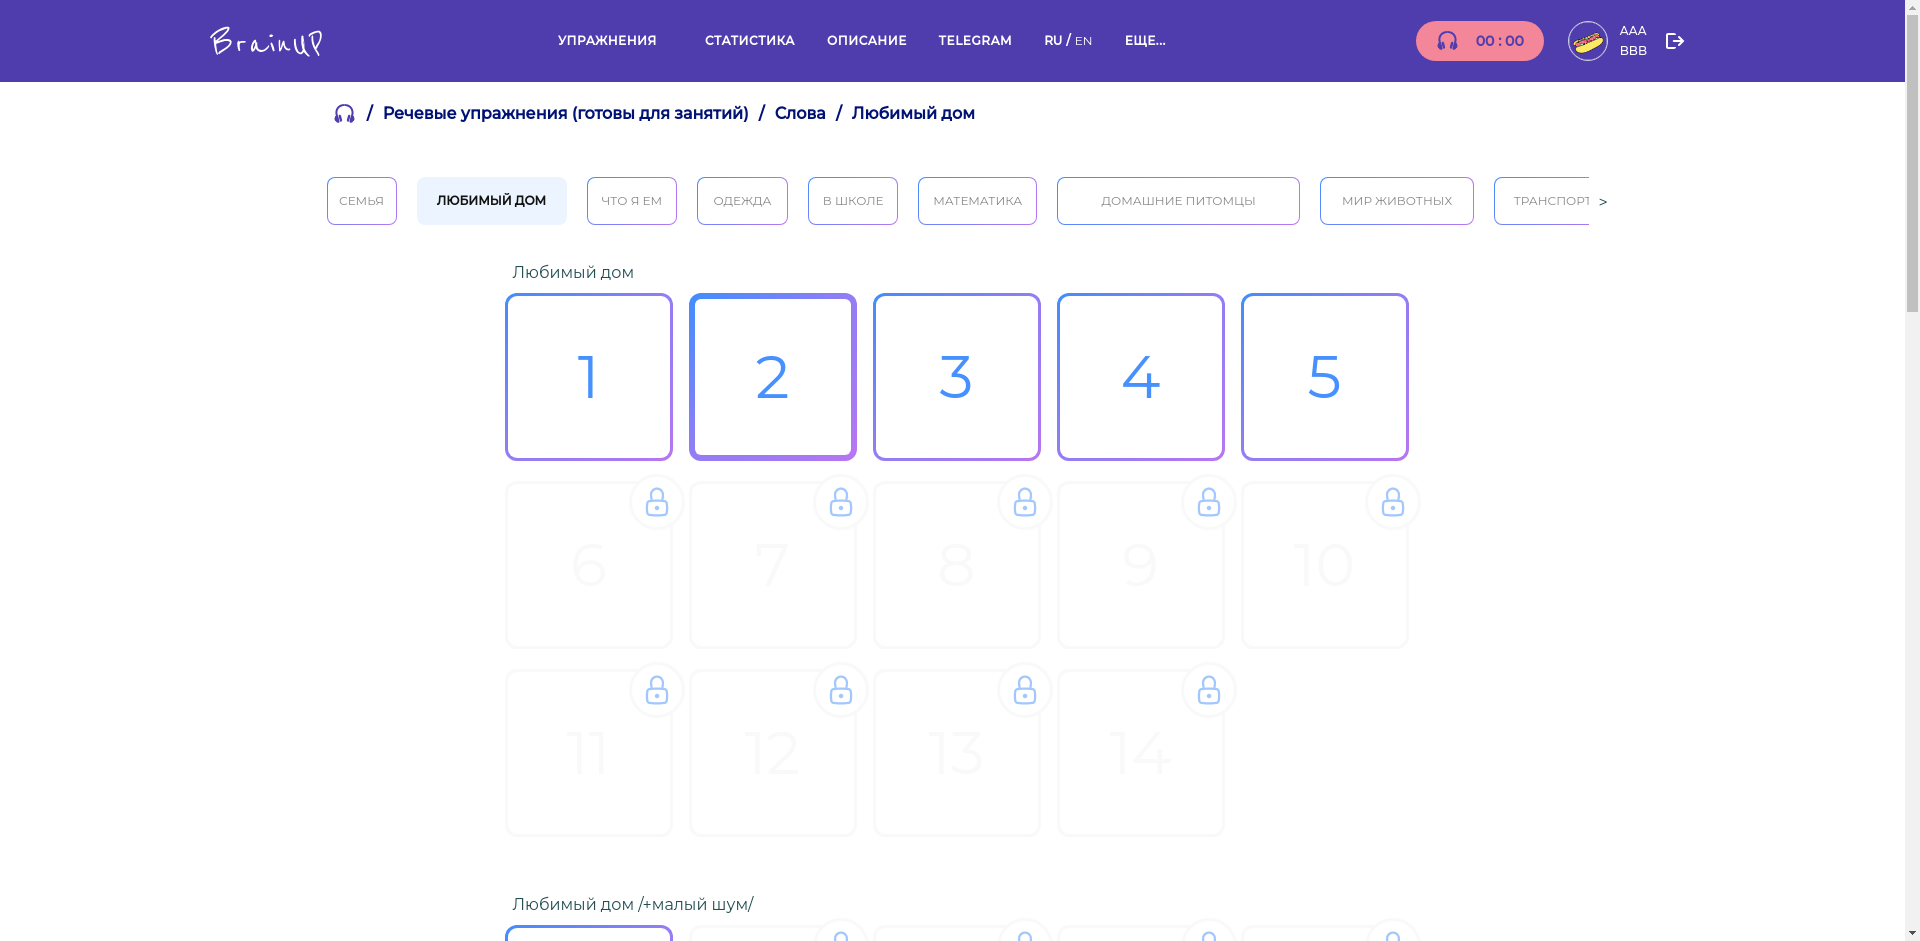 BrainUP
УПРАЖНЕНИЯ СТАТИСТИКА ОПИСАНИЕ TELEGRAM RU / EN ЕЩЕ... 00 : 00 AAA
BBB
/ Речевые упражнения (готовы для занятий) / Слова / Любимый дом
СЕМЬЯ ЛЮБИМЫЙ ДОМ ЧТО Я ЕМ ОДЕЖДА В ШКОЛЕ МАТЕМАТИКА ДОМАШНИЕ ПИТОМЦЫ МИР ЖИВОТНЫХ ТРАНСПОРТ >
Любимый дом
1 2 3 4 5
6 7 8 9 10
11 12 13 14
Любимый дом /+малый шум/